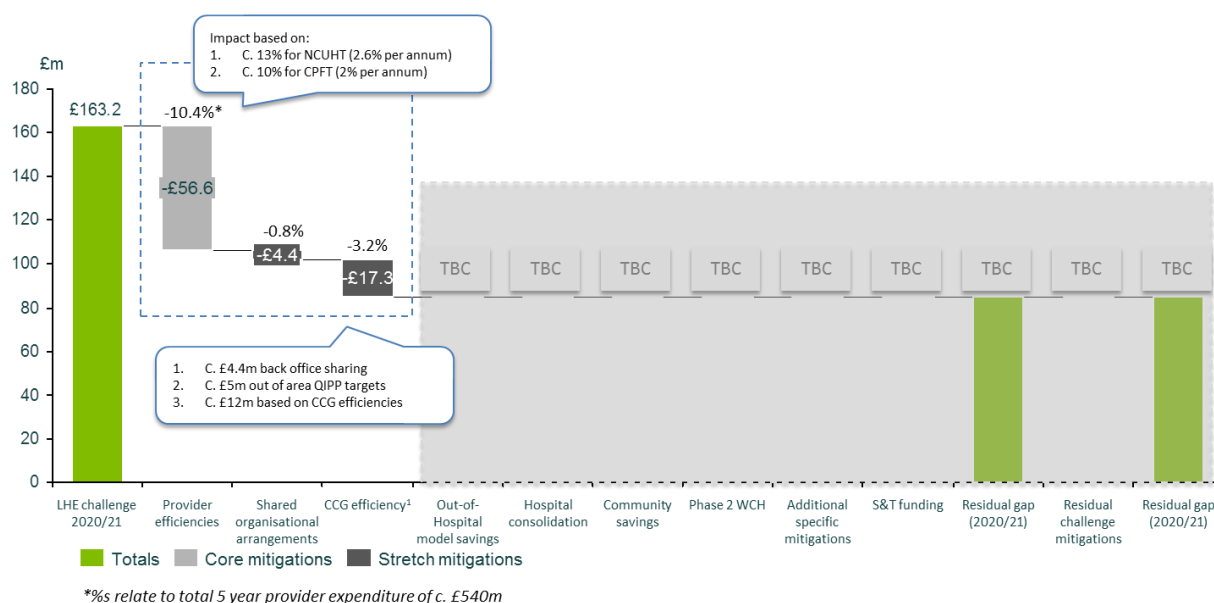 Impact based on:
1. C. 13% for NCUHT (2.6% per annum)
2. C. 10% for CPFT (2% per annum)
£m
180
160
140
120
100
80
60
40
20
0
£163.2
-10.4%*
-£56.6
-0.8%
-£4.4
-3.2%
-£17.3
TBC
TBC
TBC
TBC
TBC
TBC
TBC
TBC
TBC
1. C. £4.4m back office sharing
2. C. £5m out of area QIPP targets
3. C. £12m based on CCG efficiencies
LHE challenge
2020/21
Provider
efficiencies
Shared
organisational
arrangements
CCG efficiency¹
Out-of-
Hospital
model savings
Hospital
consolidation
Community
savings
Phase 2 WCH
Additional
specific
mitigations
S&T funding
Residual gap
(2020/21)
Residual
challenge
mitigations
Residual gap
(2020/21)
Totals
Core mitigations
Stretch mitigations
*%s relate to total 5 year provider expenditure of c. £540m